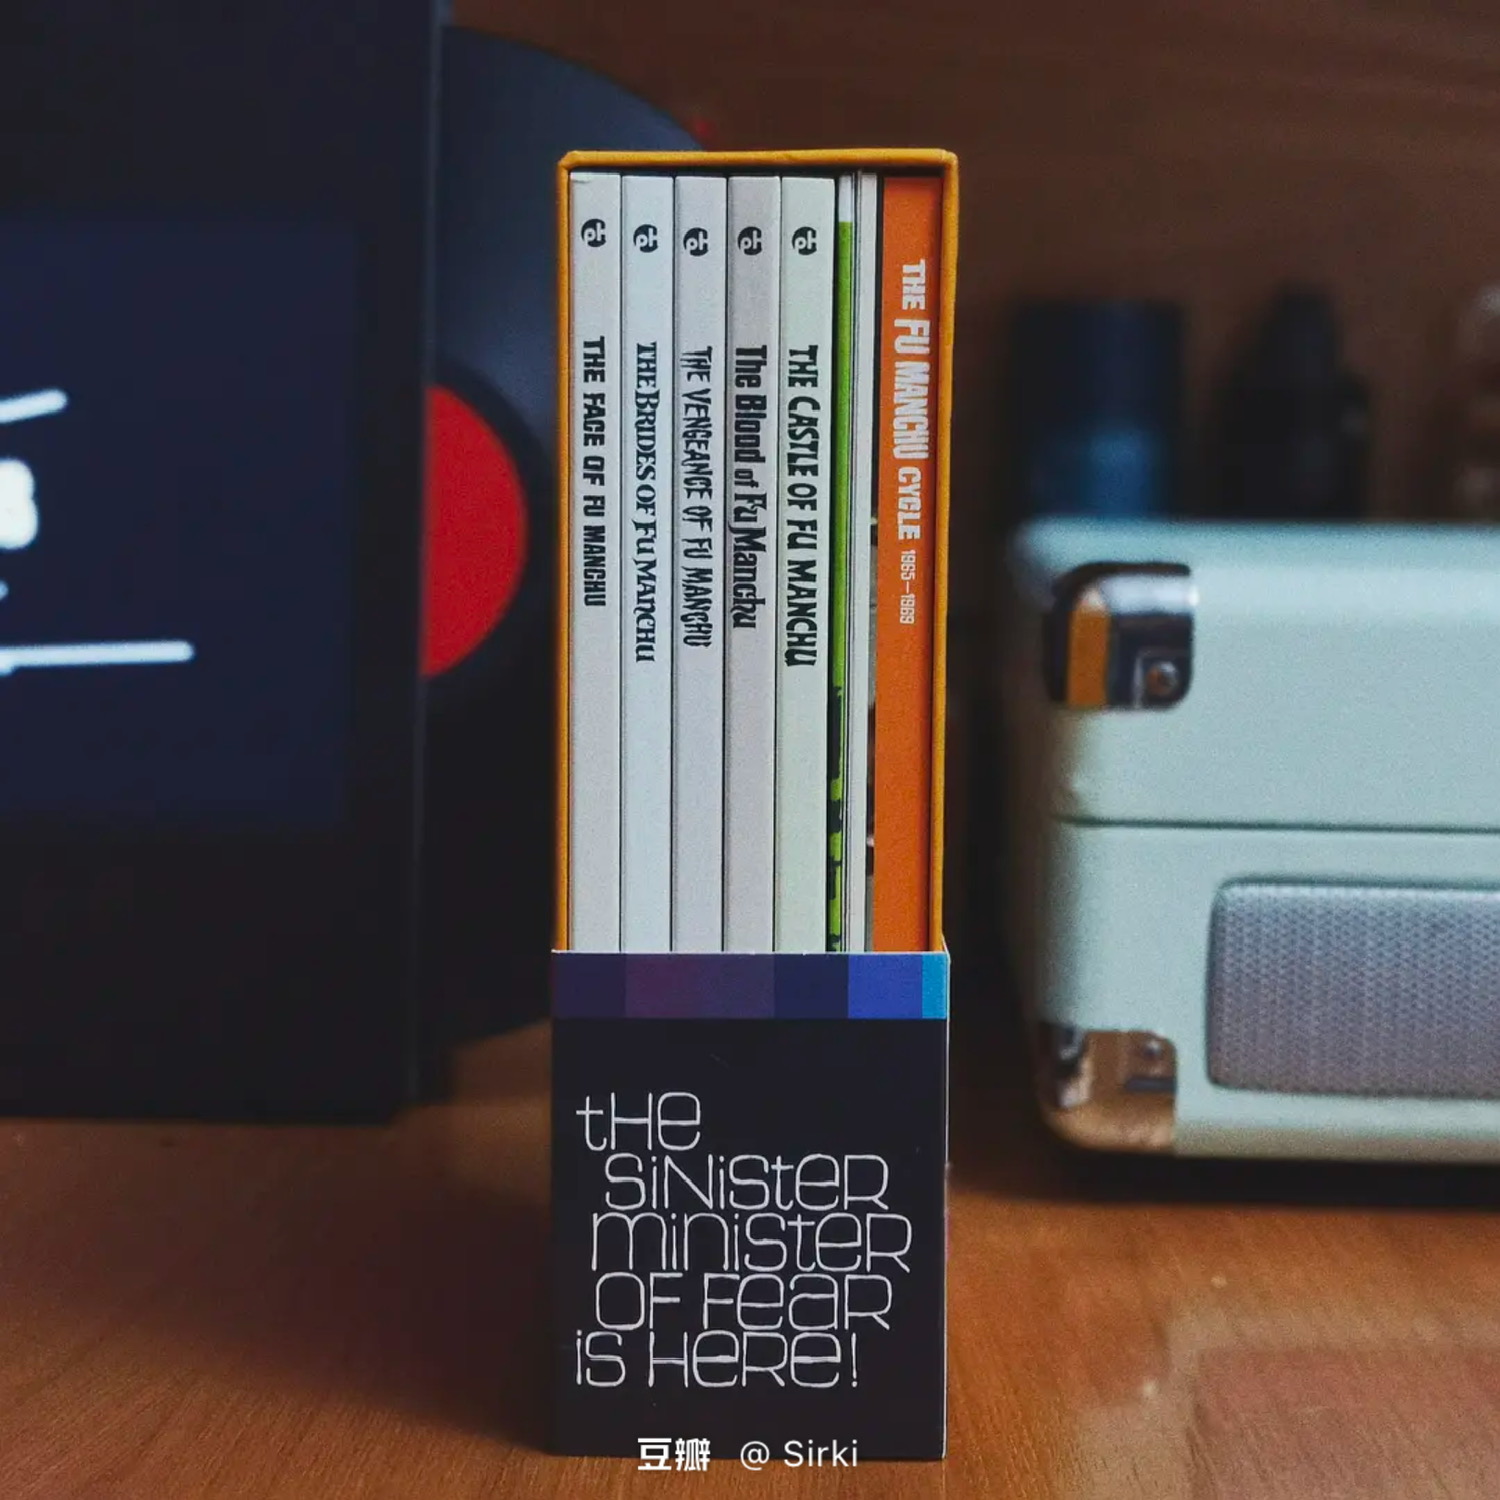 THE FACE OF FU MANCHU
THE BRIDES OF FU MANCHU
THE VENGEANCE OF FU MANCHU
The Blood of Fu Manchu
THE CASTLE OF FU MANCHU
THE FU MANCHU CYCLE 1965–1969
tHe
SiNisteR
MinisteR
OF FeaR
iS HeRe!
豆瓣 @ Sirki